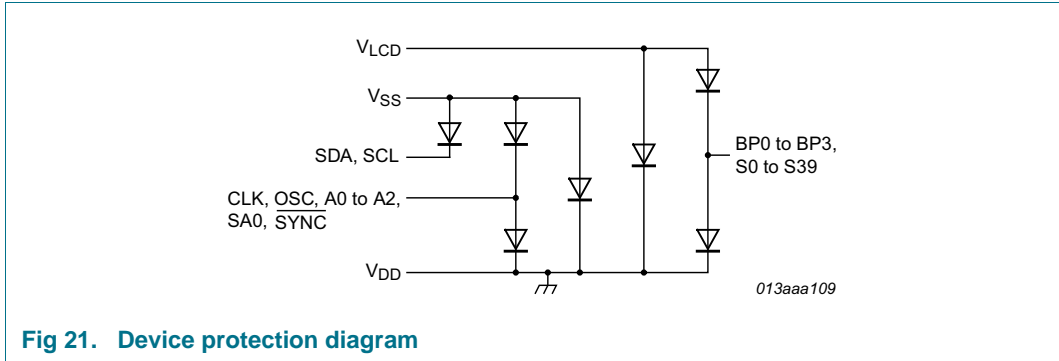 VLCD
VSS
SDA, SCL
CLK, OSC, A0 to A2,
SA0, SYNC
VDD
BP0 to BP3,
S0 to S39
013aaa109
Fig 21. Device protection diagram